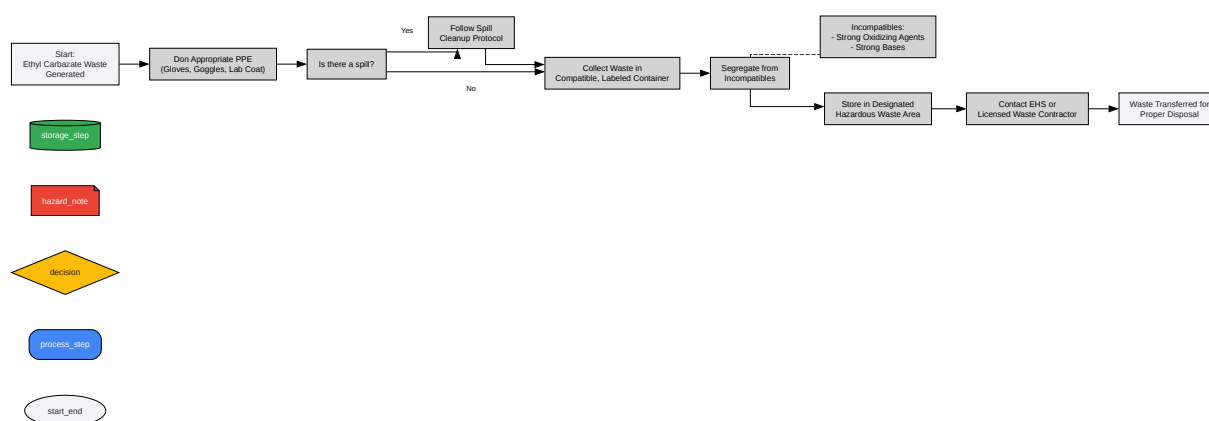 Start:
Ethyl Carbazate Waste
Generated
Don Appropriate PPE
(Gloves, Goggles, Lab Coat)
Is there a spill?
Yes
No
Follow Spill
Cleanup Protocol
Collect Waste in
Compatible, Labeled Container
Segregate from
Incompatibles
Incompatibles:
- Strong Oxidizing Agents
- Strong Bases
Store in Designated
Hazardous Waste Area
Contact EHS or
Licensed Waste Contractor
Waste Transferred for
Proper Disposal
storage_step
hazard_note
decision
process_step
start_end